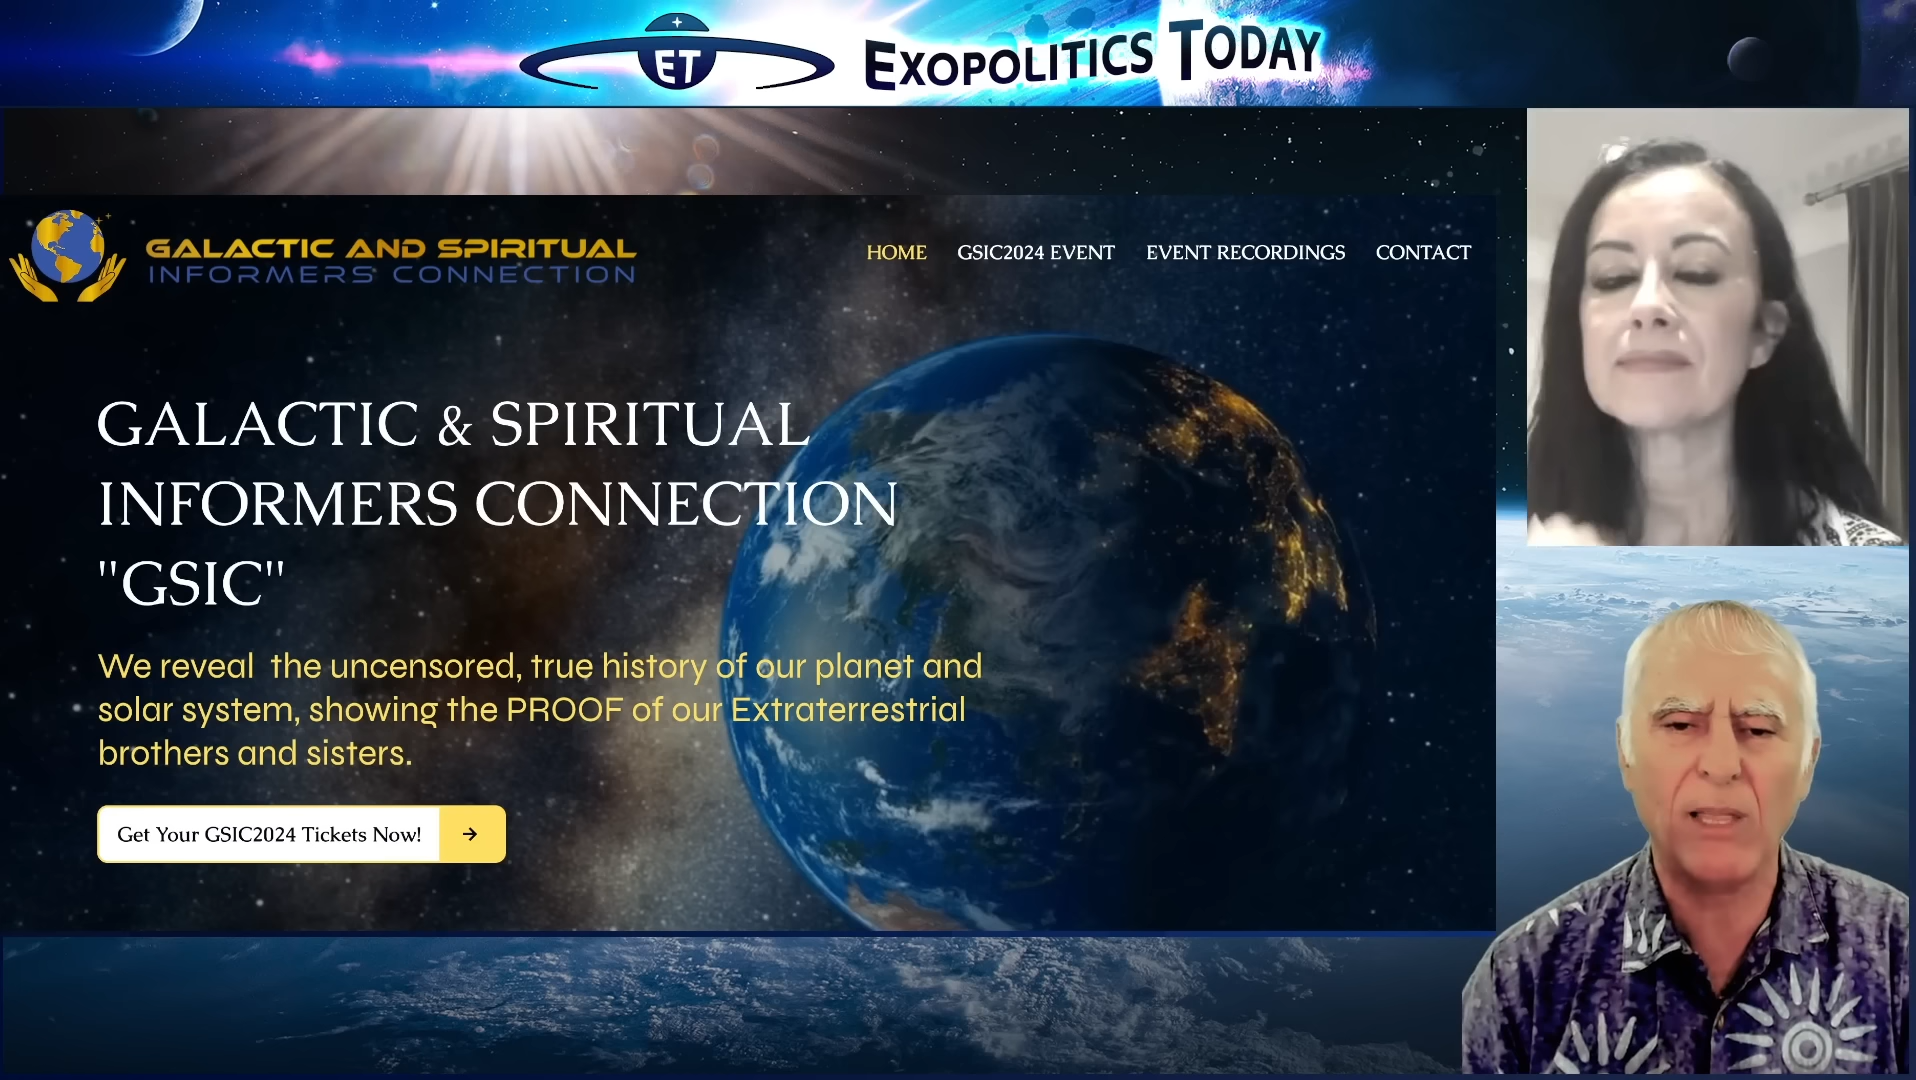 ET
EXOPOLITICS TODAY
GALACTIC AND SPIRITUAL
INFORMERS CONNECTION
HOME GSIC2024 EVENT EVENT RECORDINGS CONTACT
GALACTIC & SPIRITUAL
INFORMERS CONNECTION
"GSIC"
We reveal the uncensored, true history of our planet and
solar system, showing the PROOF of our Extraterrestrial
brothers and sisters.
Get Your GSIC2024 Tickets Now! →